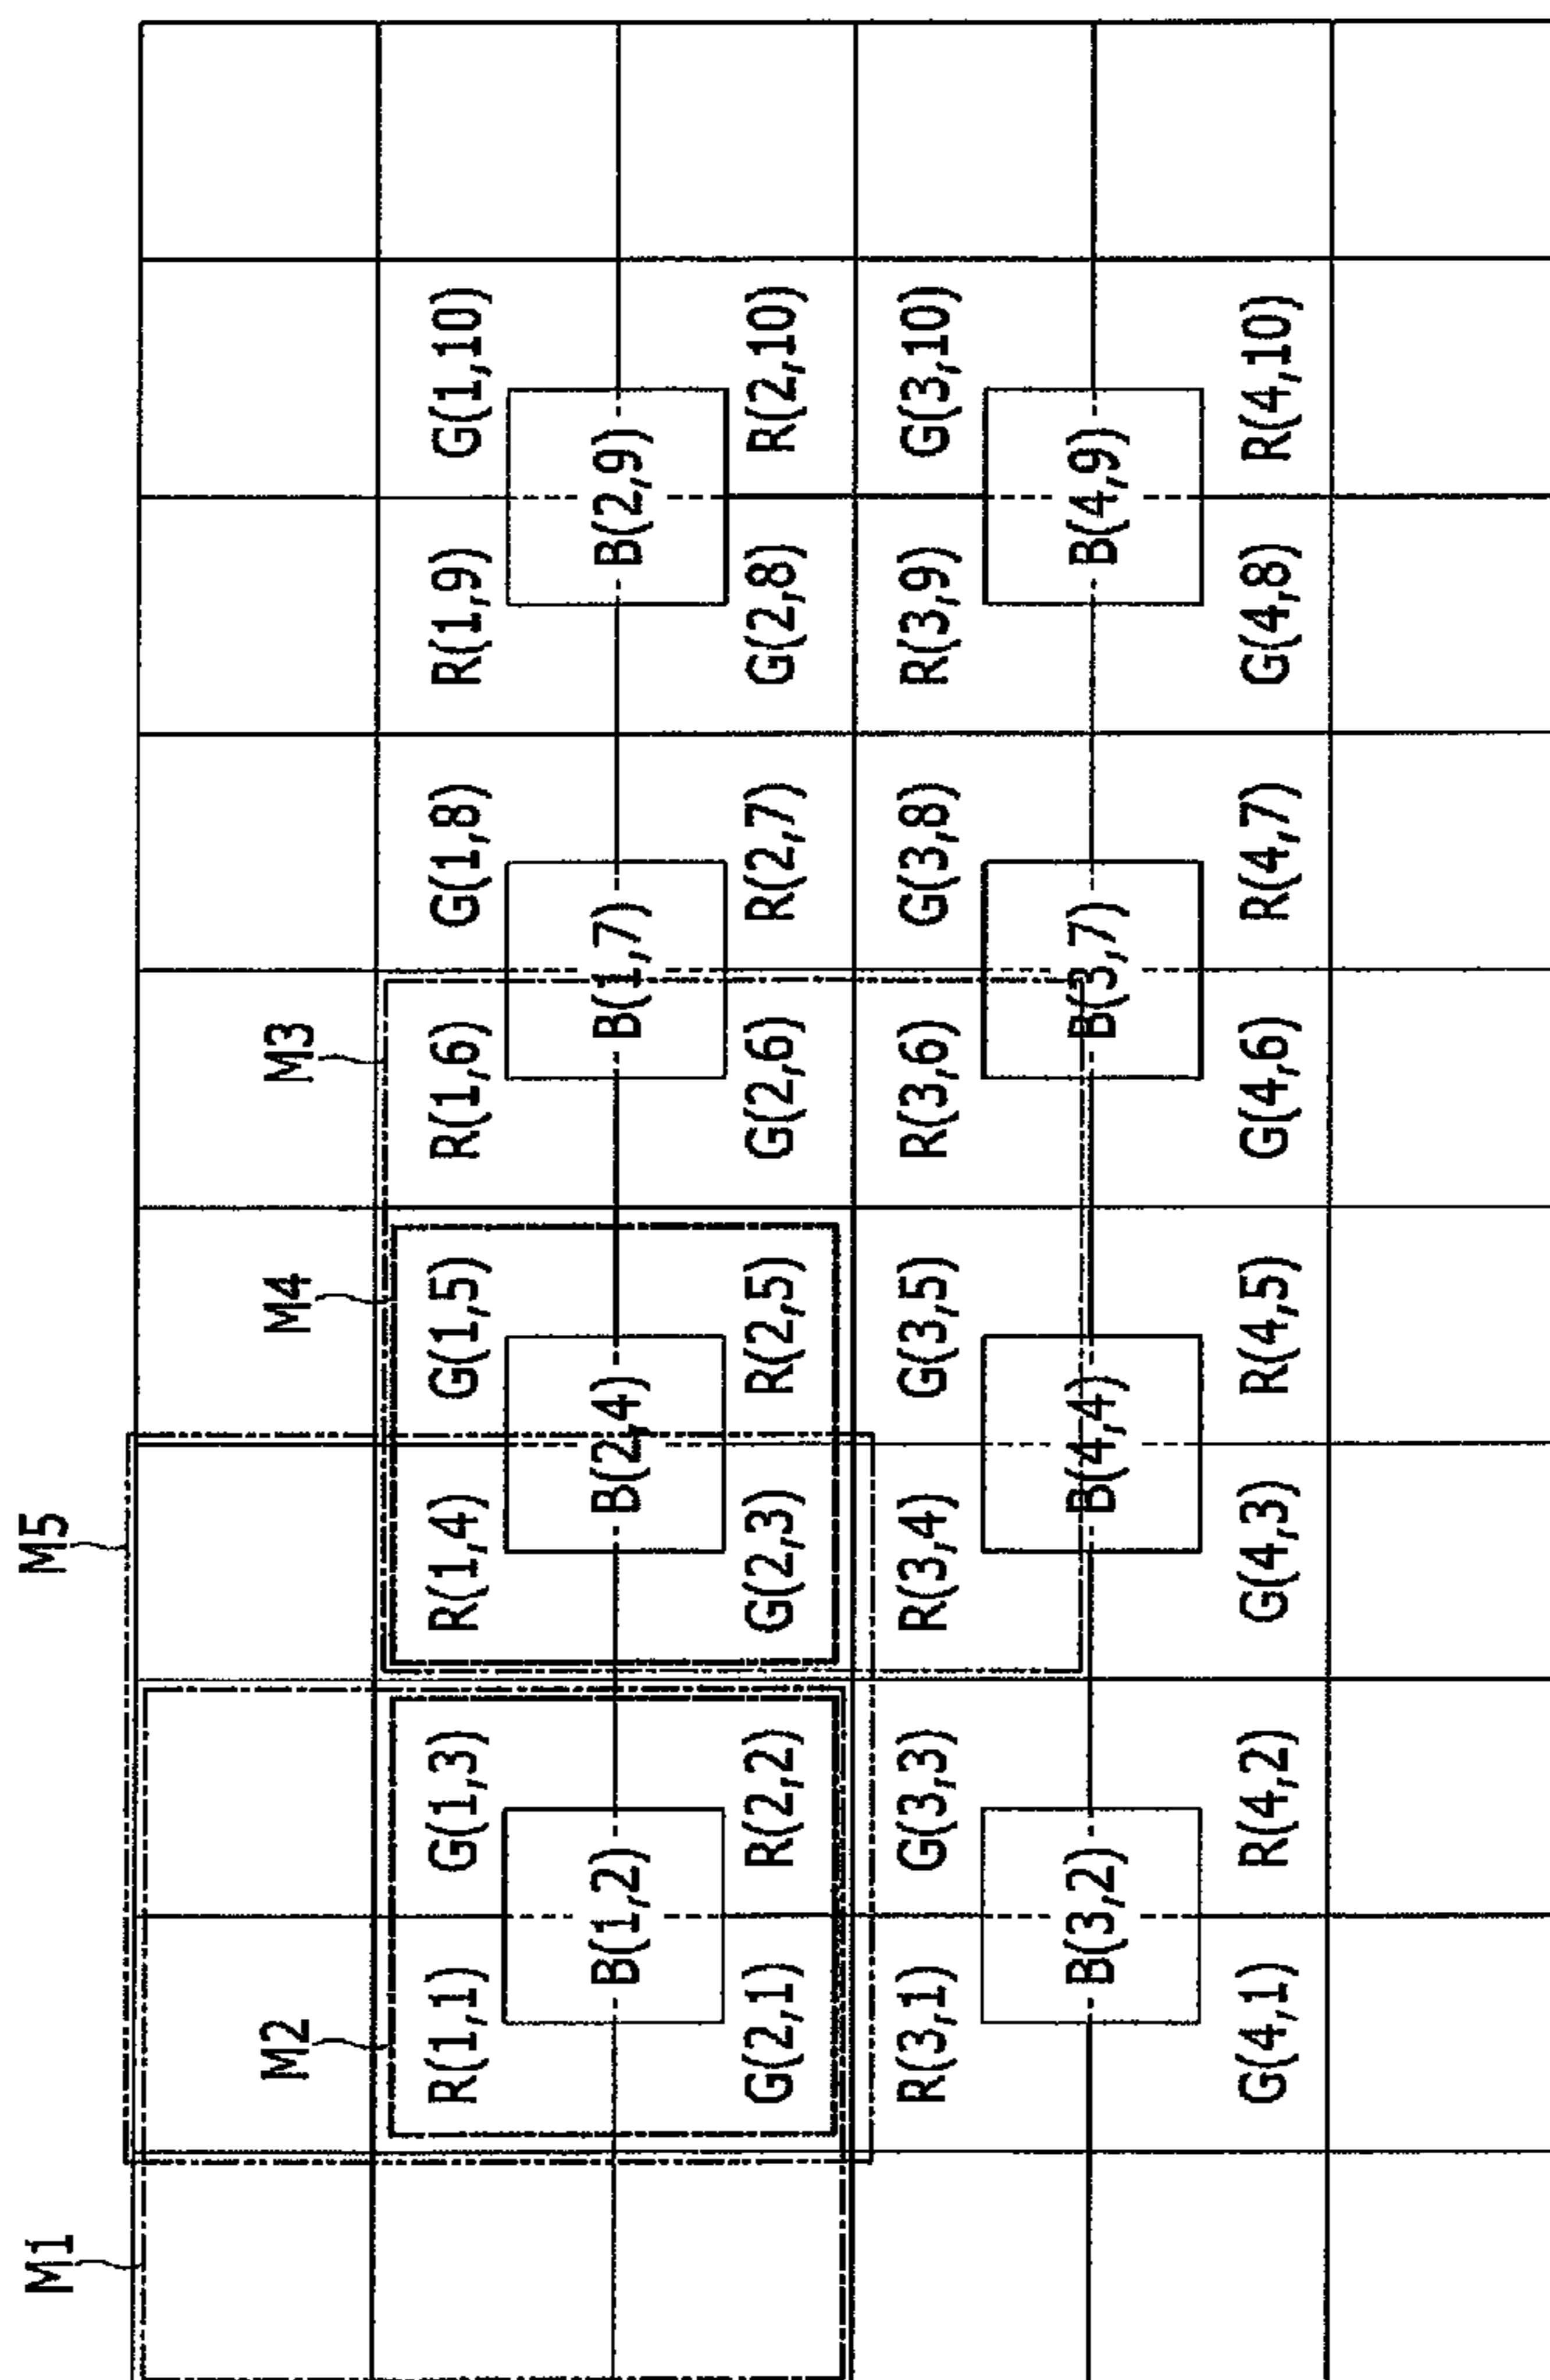 M1 M5
M2 M4 M3
R(1,1) G(1,3) R(1,4) G(1,5) R(1,6) G(1,8) R(1,9) G(1,10)
B(1,2) B(2,4) B(1,7) B(2,9)
G(2,1) R(2,2) G(2,3) R(2,5) G(2,6) R(2,7) G(2,8) R(2,10)
R(3,1) G(3,3) R(3,4) G(3,5) R(3,6) G(3,8) R(3,9) G(3,10)
B(3,2) B(4,4) B(3,7) B(4,9)
G(4,1) R(4,2) G(4,3) R(4,5) G(4,6) R(4,7) G(4,8) R(4,10)